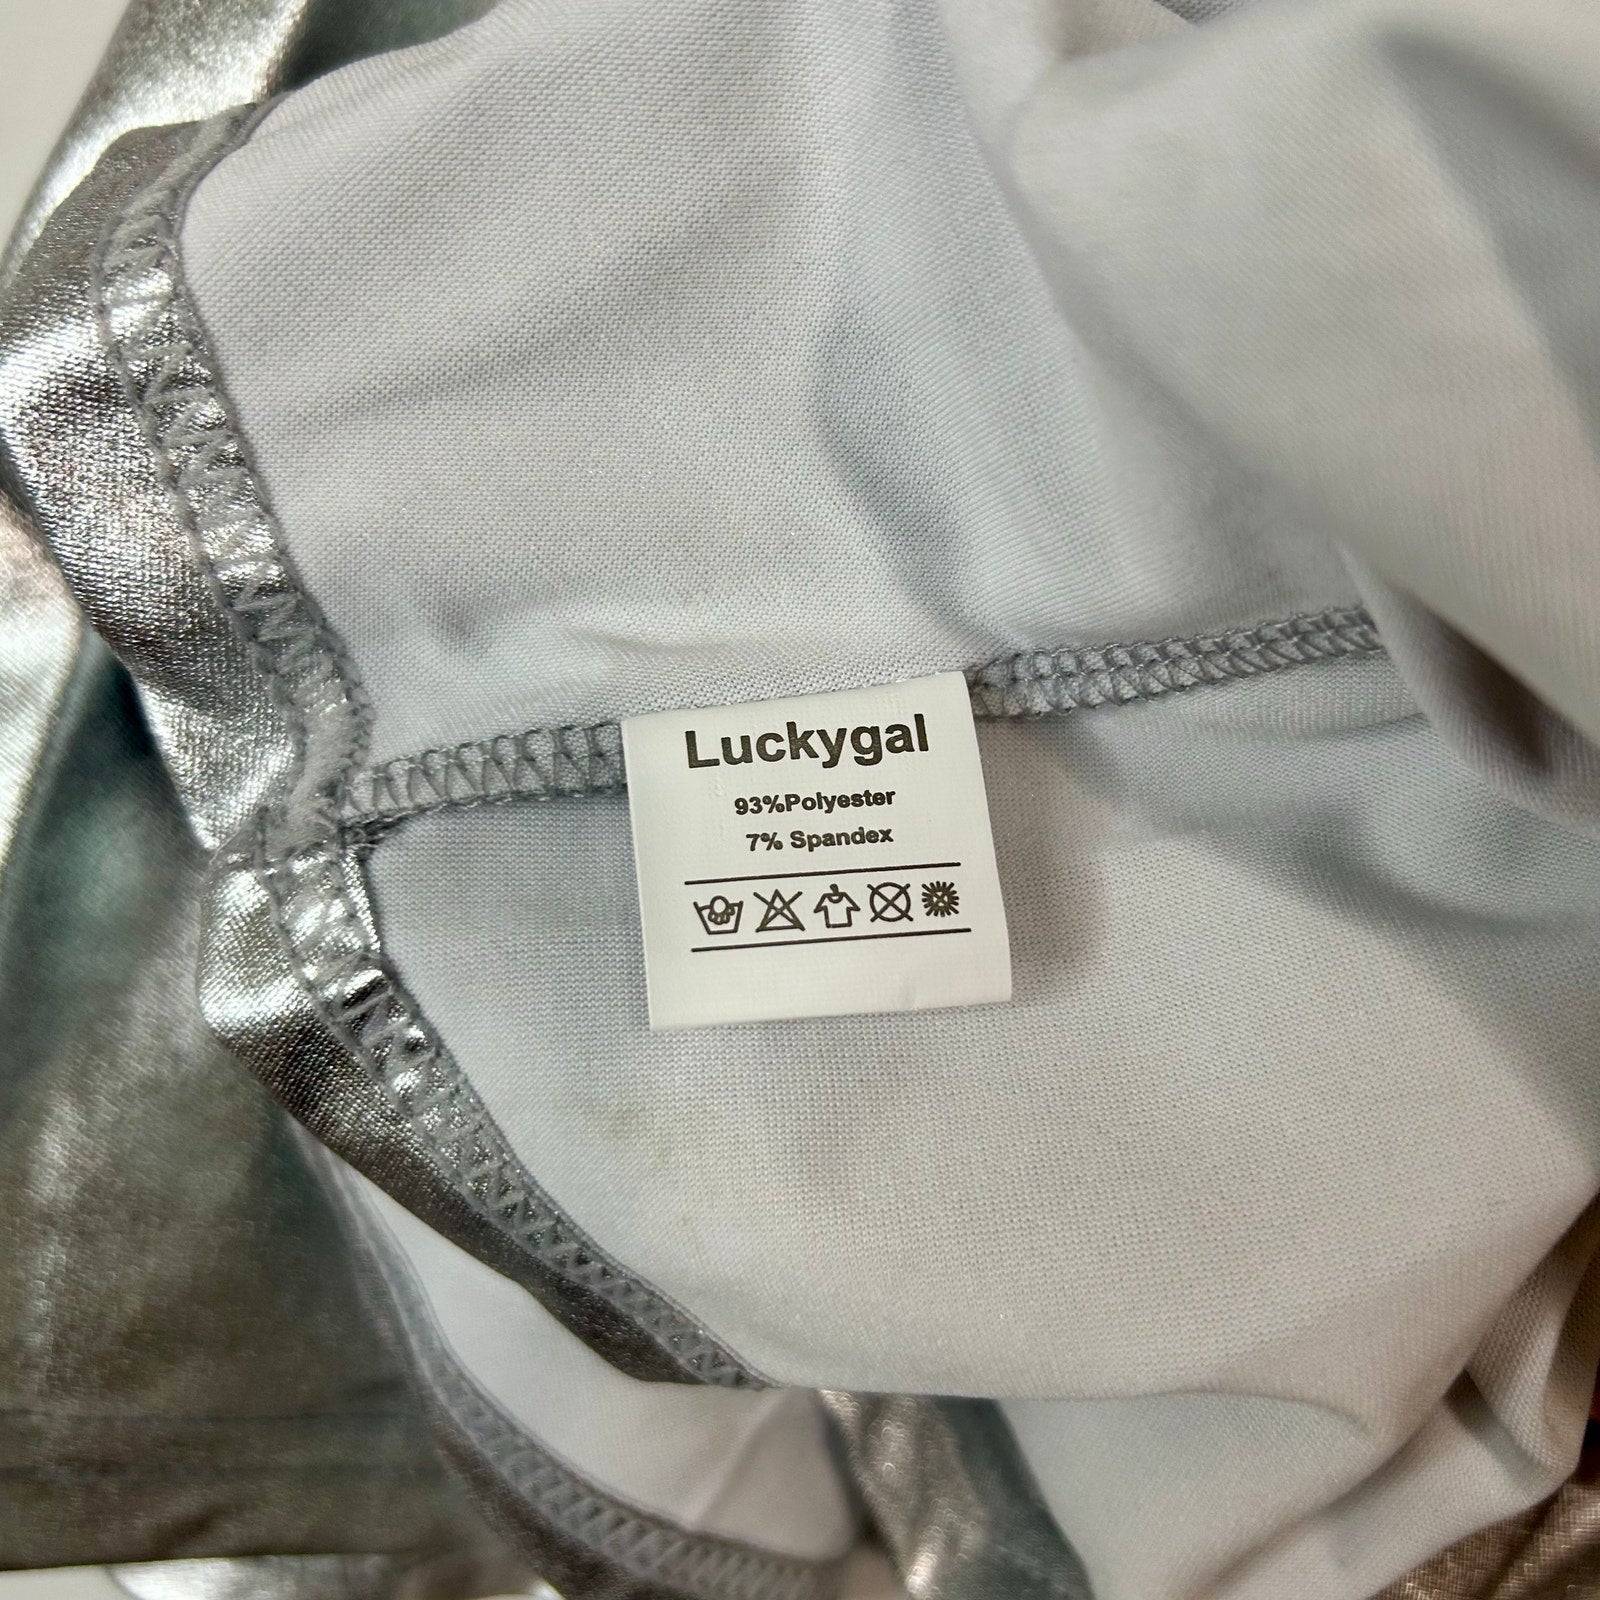 Luckygal
93%Polyester
7% Spandex